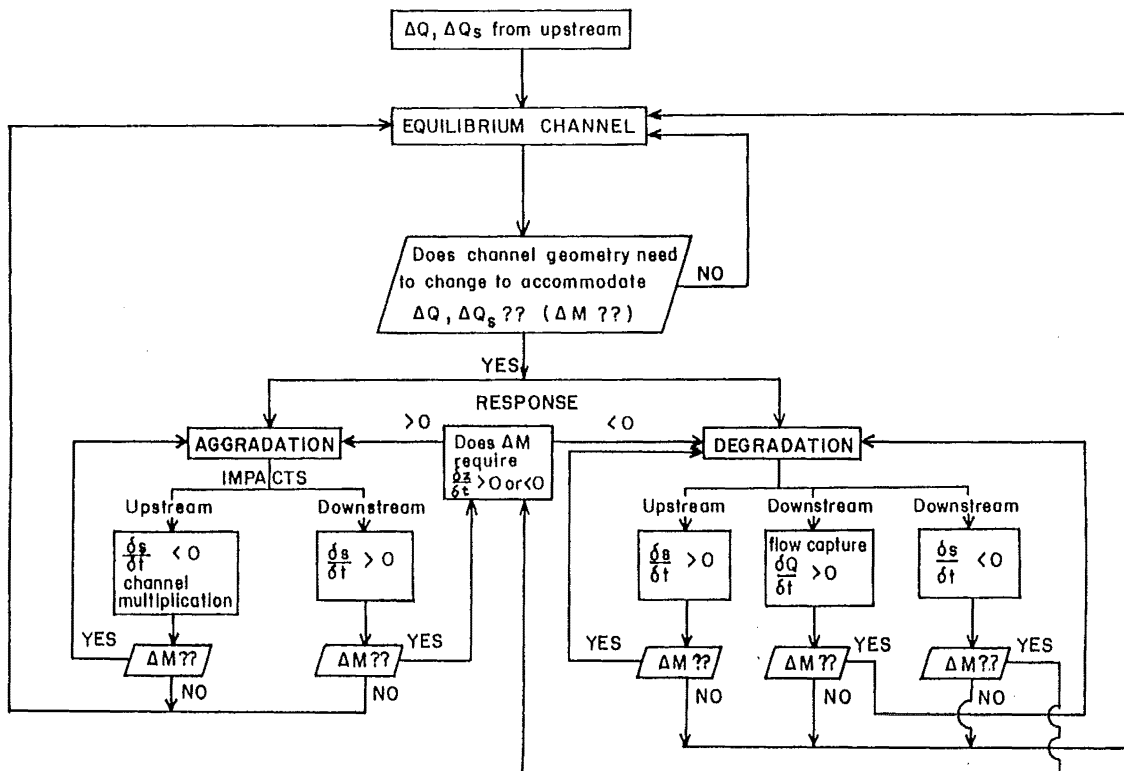 ΔQ, ΔQs from upstream
EQUILIBRIUM CHANNEL
Does channel geometry need
to change to accommodate
ΔQ, ΔQs ?? (ΔM ??)
NO
YES
RESPONSE
>0
<0
AGGRADATION
Does ΔM
require
δz/δt >0 or <0
DEGRADATION
IMPACTS
Upstream
Downstream
Upstream
Downstream
Downstream
δs/δt <0
channel
multiplication
δs/δt >0
δs/δt >0
flow capture
δQ/δt >0
δs/δt <0
YES
ΔM??
NO
ΔM??
YES
NO
YES
ΔM??
NO
ΔM??
YES
NO
ΔM??
YES
NO